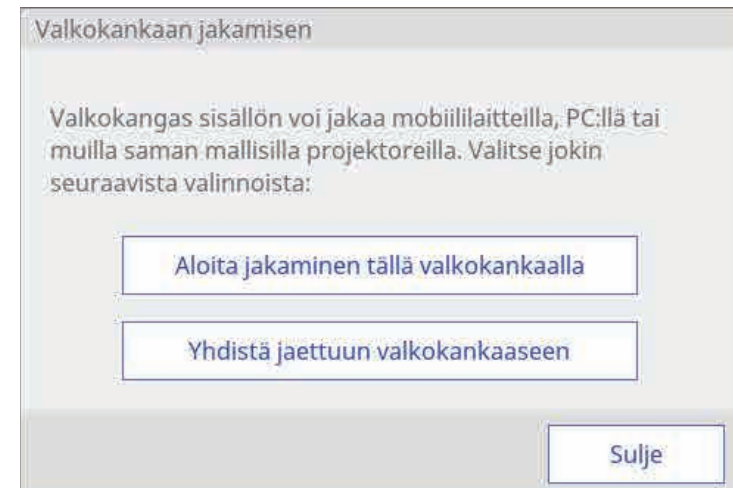 Valkokankaan jakamisen
Valkokangas sisällön voi jakaa mobiililaitteilla, PC:llä tai
muilla saman mallisilla projektoreilla. Valitse jokin
seuraavista valinnoista:
Aloita jakaminen tällä valkokankaalla
Yhdistä jaettuun valkokankaaseen
Sulje